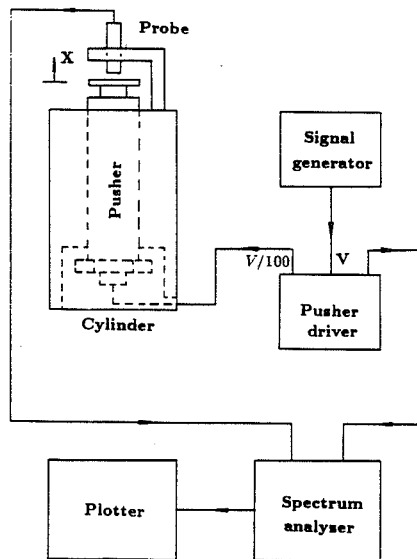 Probe
X
Signal
generator
Pusher
V/100
V
Pusher
driver
Cylinder
Plotter
Spectrum
analyser